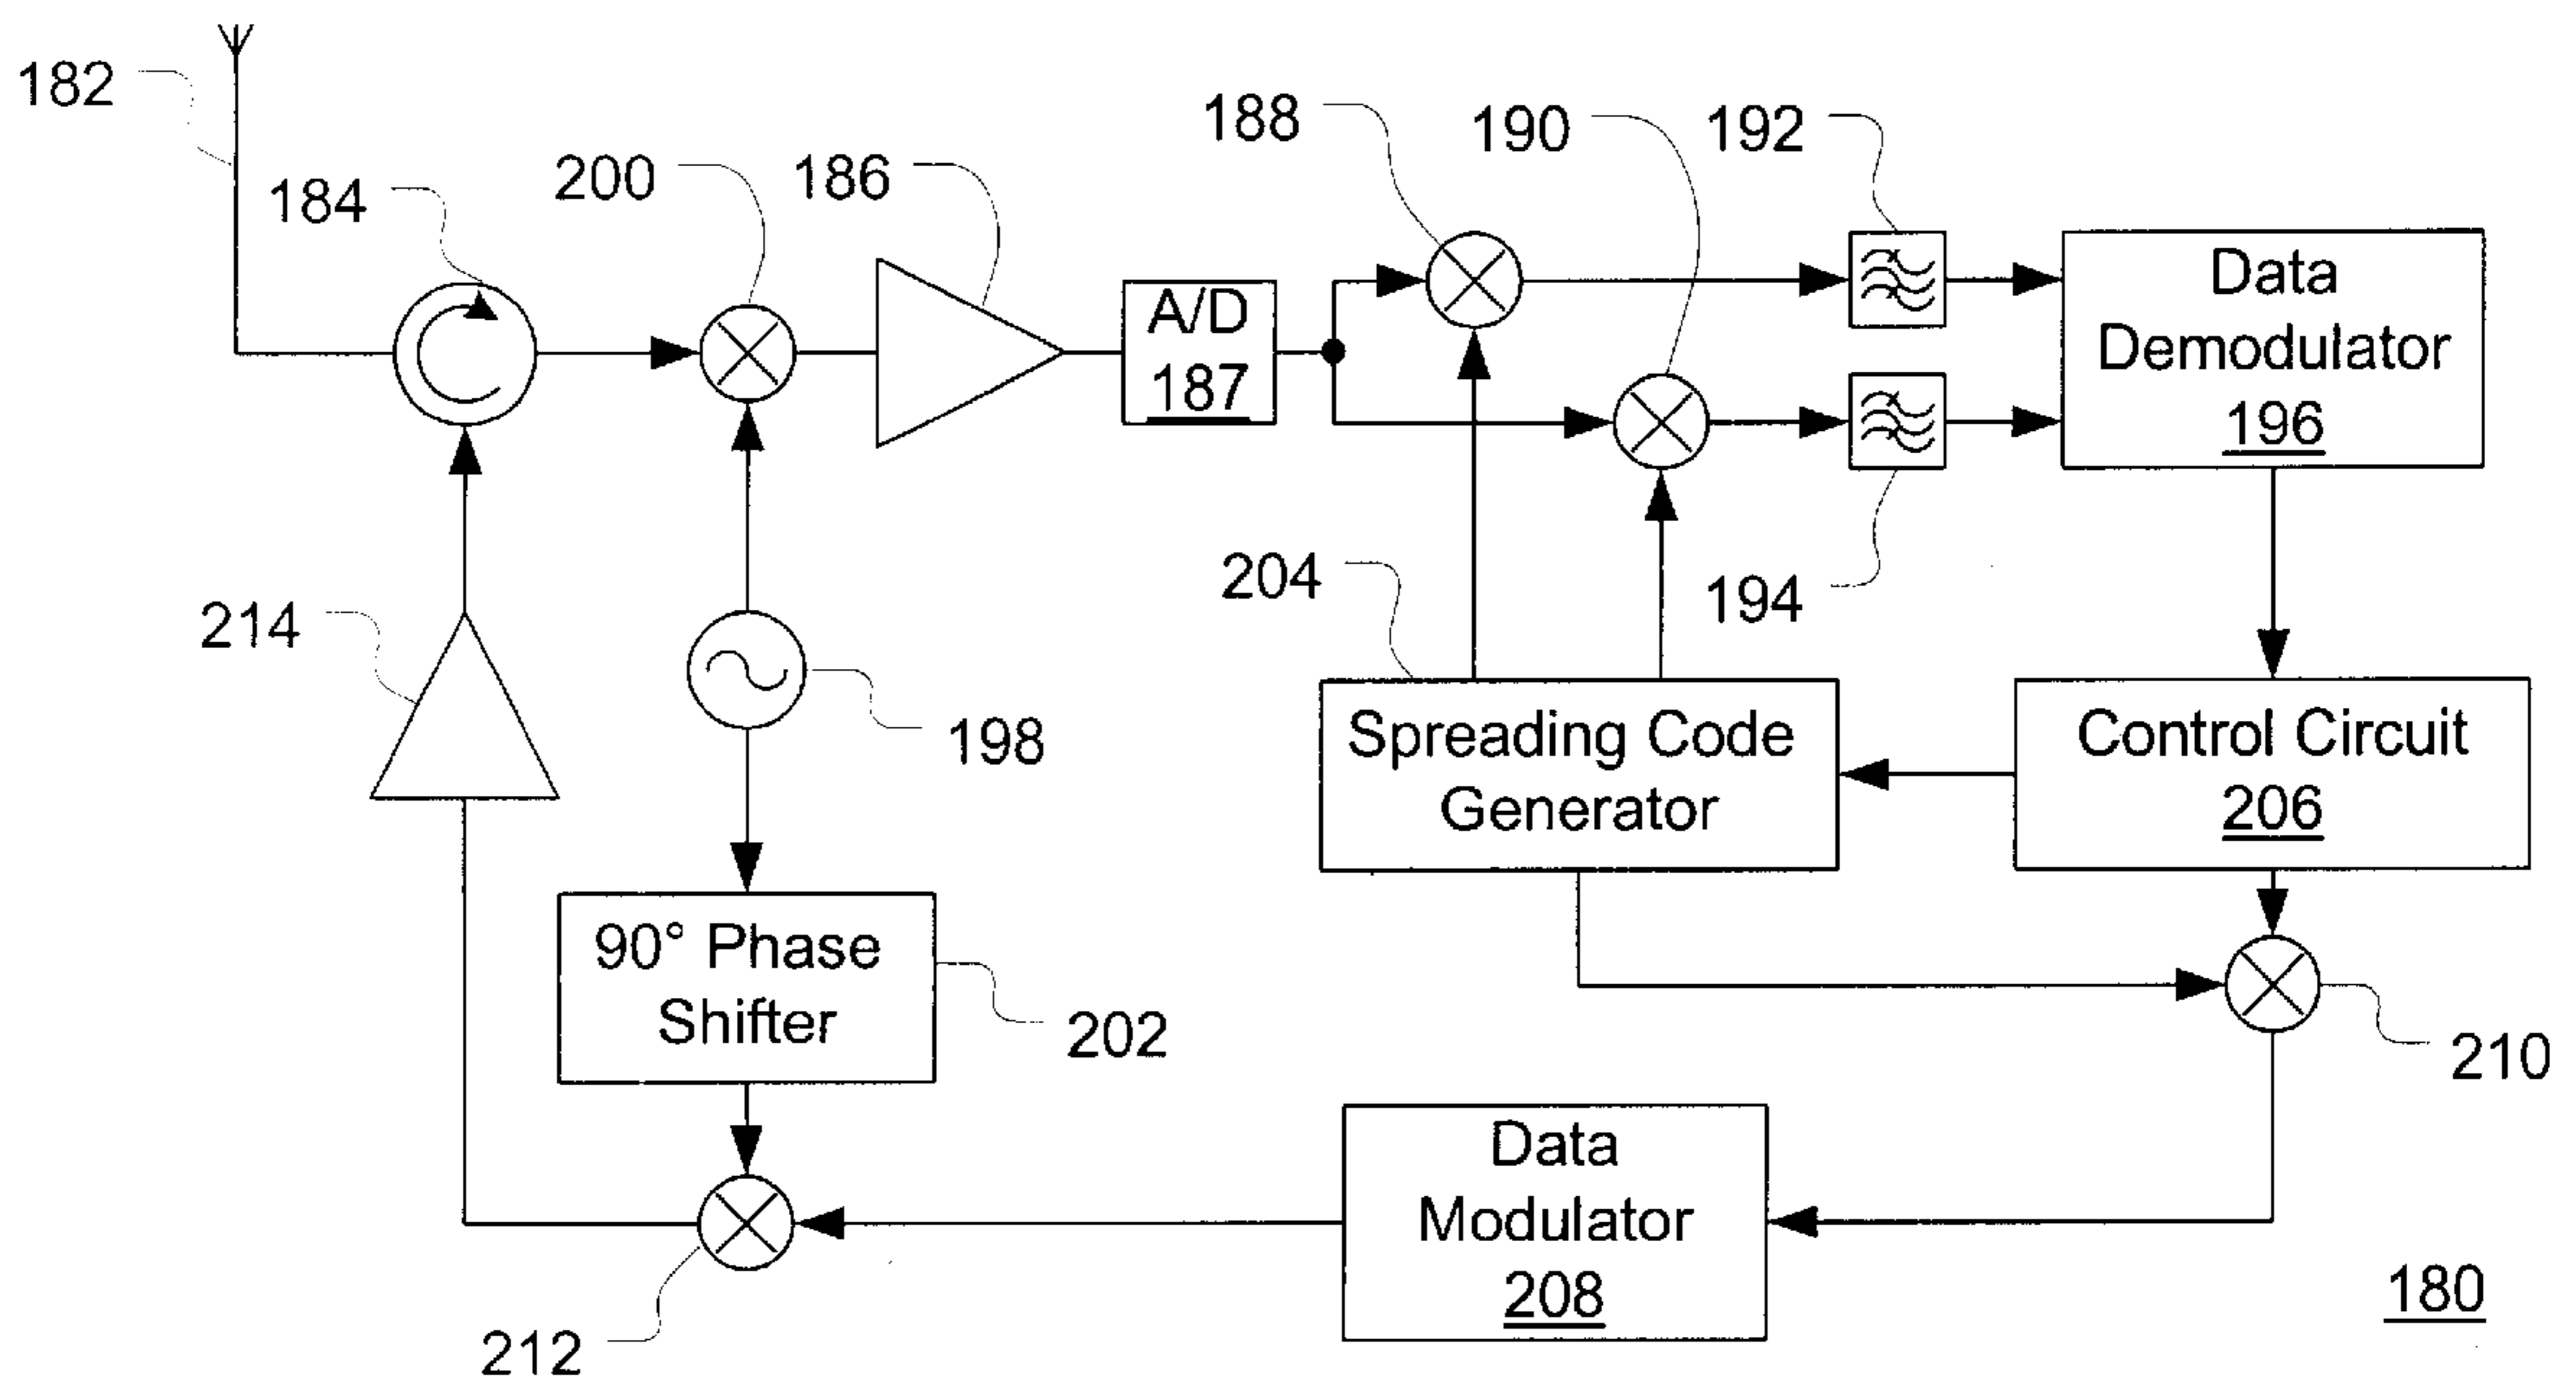 182
184
200
186
188
190
192
A/D
187
Data
Demodulator
196
204
194
214
198
Spreading Code
Generator
Control Circuit
206
90° Phase
Shifter
202
210
Data
Modulator
208
212
180